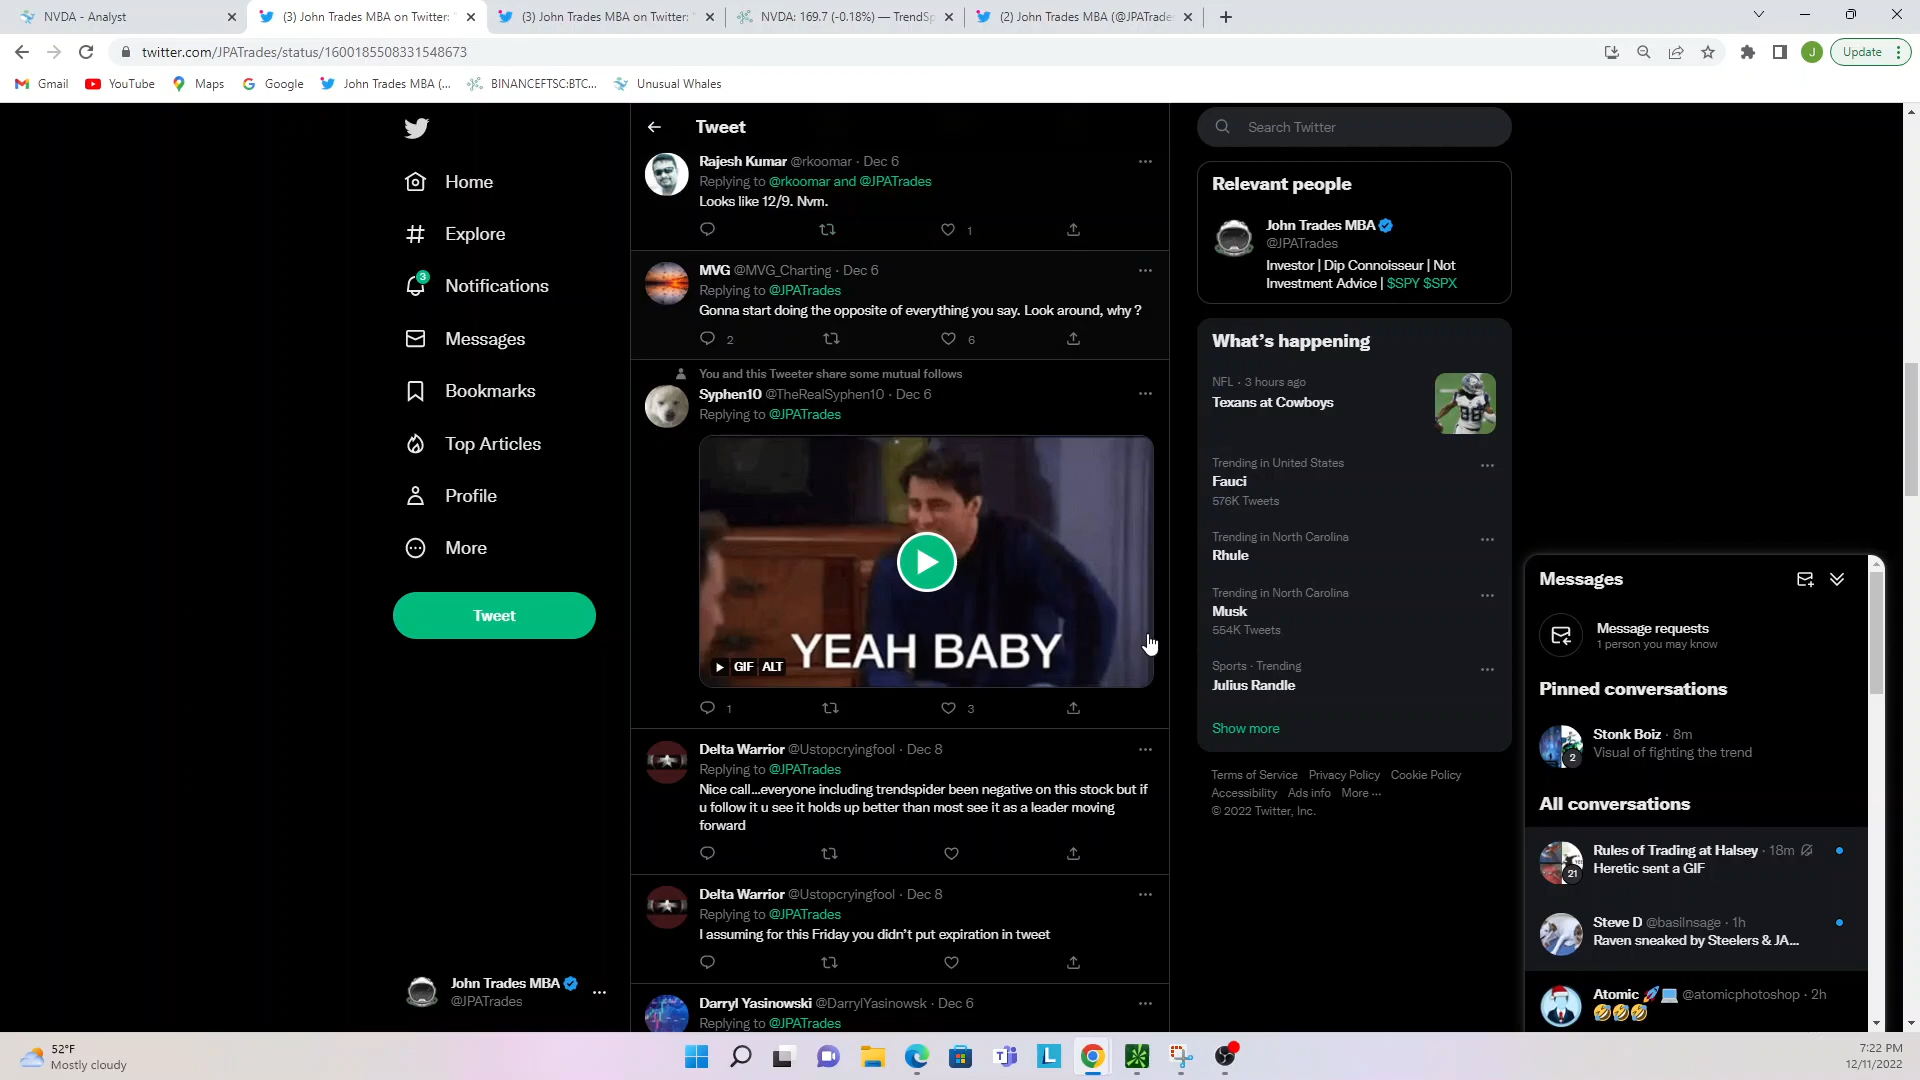 NVDA - Analyst
(3) John Trades MBA on Twitter: "
(3) John Trades MBA on Twitter: "
NVDA: 169.7 (-0.18%) — TrendSp
(2) John Trades MBA (@JPATrade
twitter.com/JPATrades/status/1600185508331548673
J
Update
Gmail
YouTube
Maps
Google
John Trades MBA (...
BINANCEFTSC:BTC...
Unusual Whales
Home
Explore
3
Notifications
Messages
Bookmarks
Top Articles
Profile
More
Tweet
John Trades MBA
@JPATrades
Tweet
Rajesh Kumar @rkoomar · Dec 6
Replying to @rkoomar and @JPATrades
Looks like 12/9. Nvm.
1
MVG @MVG_Charting · Dec 6
Replying to @JPATrades
Gonna start doing the opposite of everything you say. Look around, why ?
2
6
You and this Tweeter share some mutual follows
Syphen10 @TheRealSyphen10 · Dec 6
Replying to @JPATrades
YEAH BABY
GIF ALT
1
3
Delta Warrior @Ustopcryingfool · Dec 8
Replying to @JPATrades
Nice call...everyone including trendspider been negative on this stock but if
u follow it u see it holds up better than most see it as a leader moving
forward
Delta Warrior @Ustopcryingfool · Dec 8
Replying to @JPATrades
I assuming for this Friday you didn't put expiration in tweet
Darryl Yasinowski @DarrylYasinowsk · Dec 6
Replying to @JPATrades
Search Twitter
Relevant people
John Trades MBA
@JPATrades
Investor | Dip Connoisseur | Not
Investment Advice | $SPY $SPX
What's happening
NFL · 3 hours ago
Texans at Cowboys
Trending in United States
Fauci
576K Tweets
Trending in North Carolina
Rhule
Trending in North Carolina
Musk
554K Tweets
Sports · Trending
Julius Randle
Show more
Terms of Service Privacy Policy Cookie Policy
Accessibility Ads info More ···
© 2022 Twitter, Inc.
Messages
Message requests
1 person you may know
Pinned conversations
Stonk Boiz · 8m
Visual of fighting the trend
2
All conversations
Rules of Trading at Halsey · 18m
Heretic sent a GIF
21
Steve D @basilnsage · 1h
Raven sneaked by Steelers & JA...
Atomic 🚀💻 @atomicphotoshop · 2h
🤣🤣🤣
52°F
Mostly cloudy
7:22 PM
12/11/2022